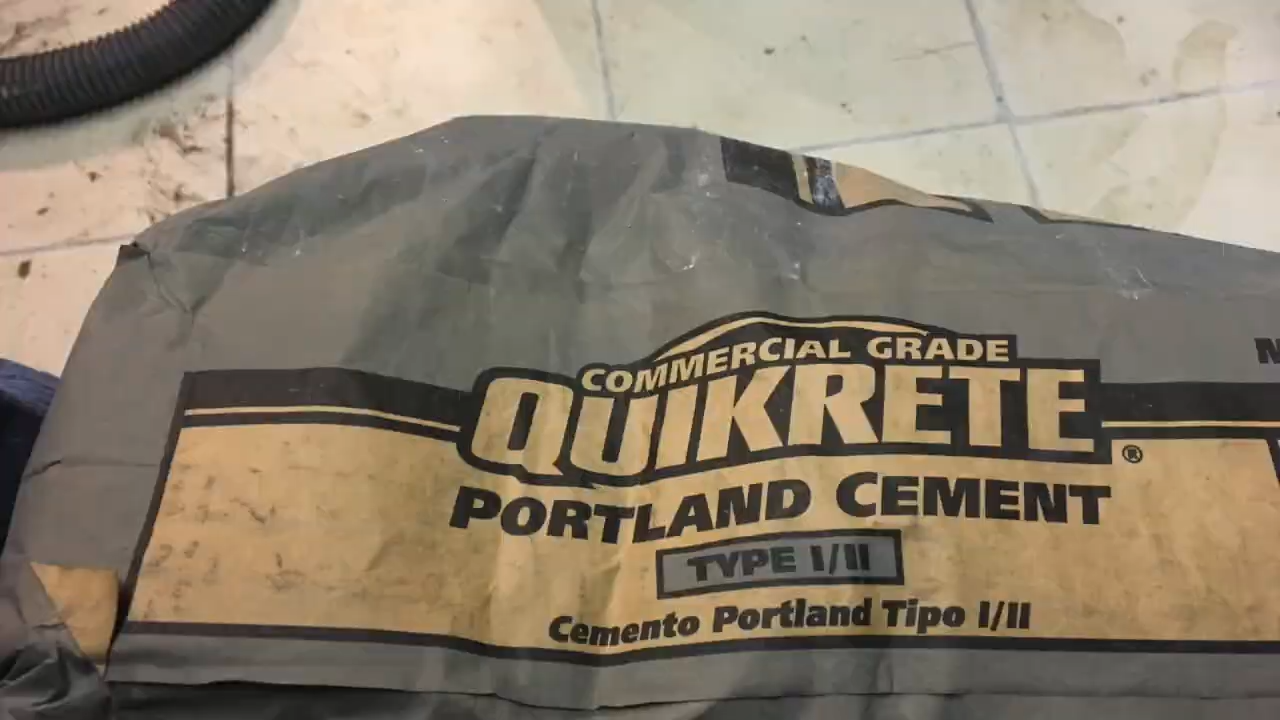 COMMERCIAL GRADE
QUIKRETE®
PORTLAND CEMENT
TYPE I/II
Cemento Portland Tipo I/II